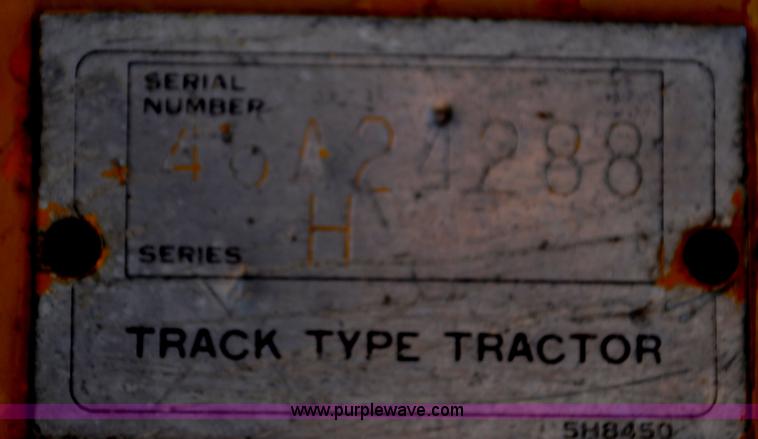 SERIAL
NUMBER
46A24288
SERIES H
TRACK TYPE TRACTOR
www.purplewave.com
5H8450